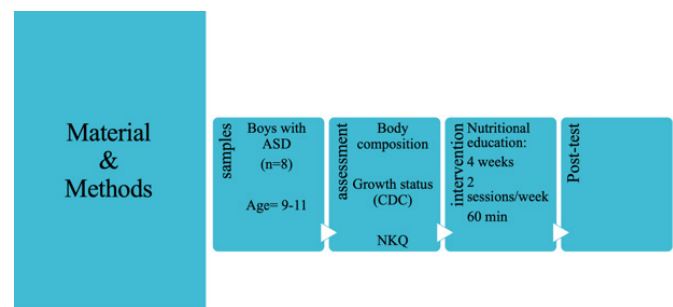 Material
&
Methods
samples
Boys with
ASD
(n=8)
Age= 9-11
assessment
Body
composition
Growth status
(CDC)
NKQ
intervention
Nutritional
education:
4 weeks
2
sessions/week
60 min
Post-test